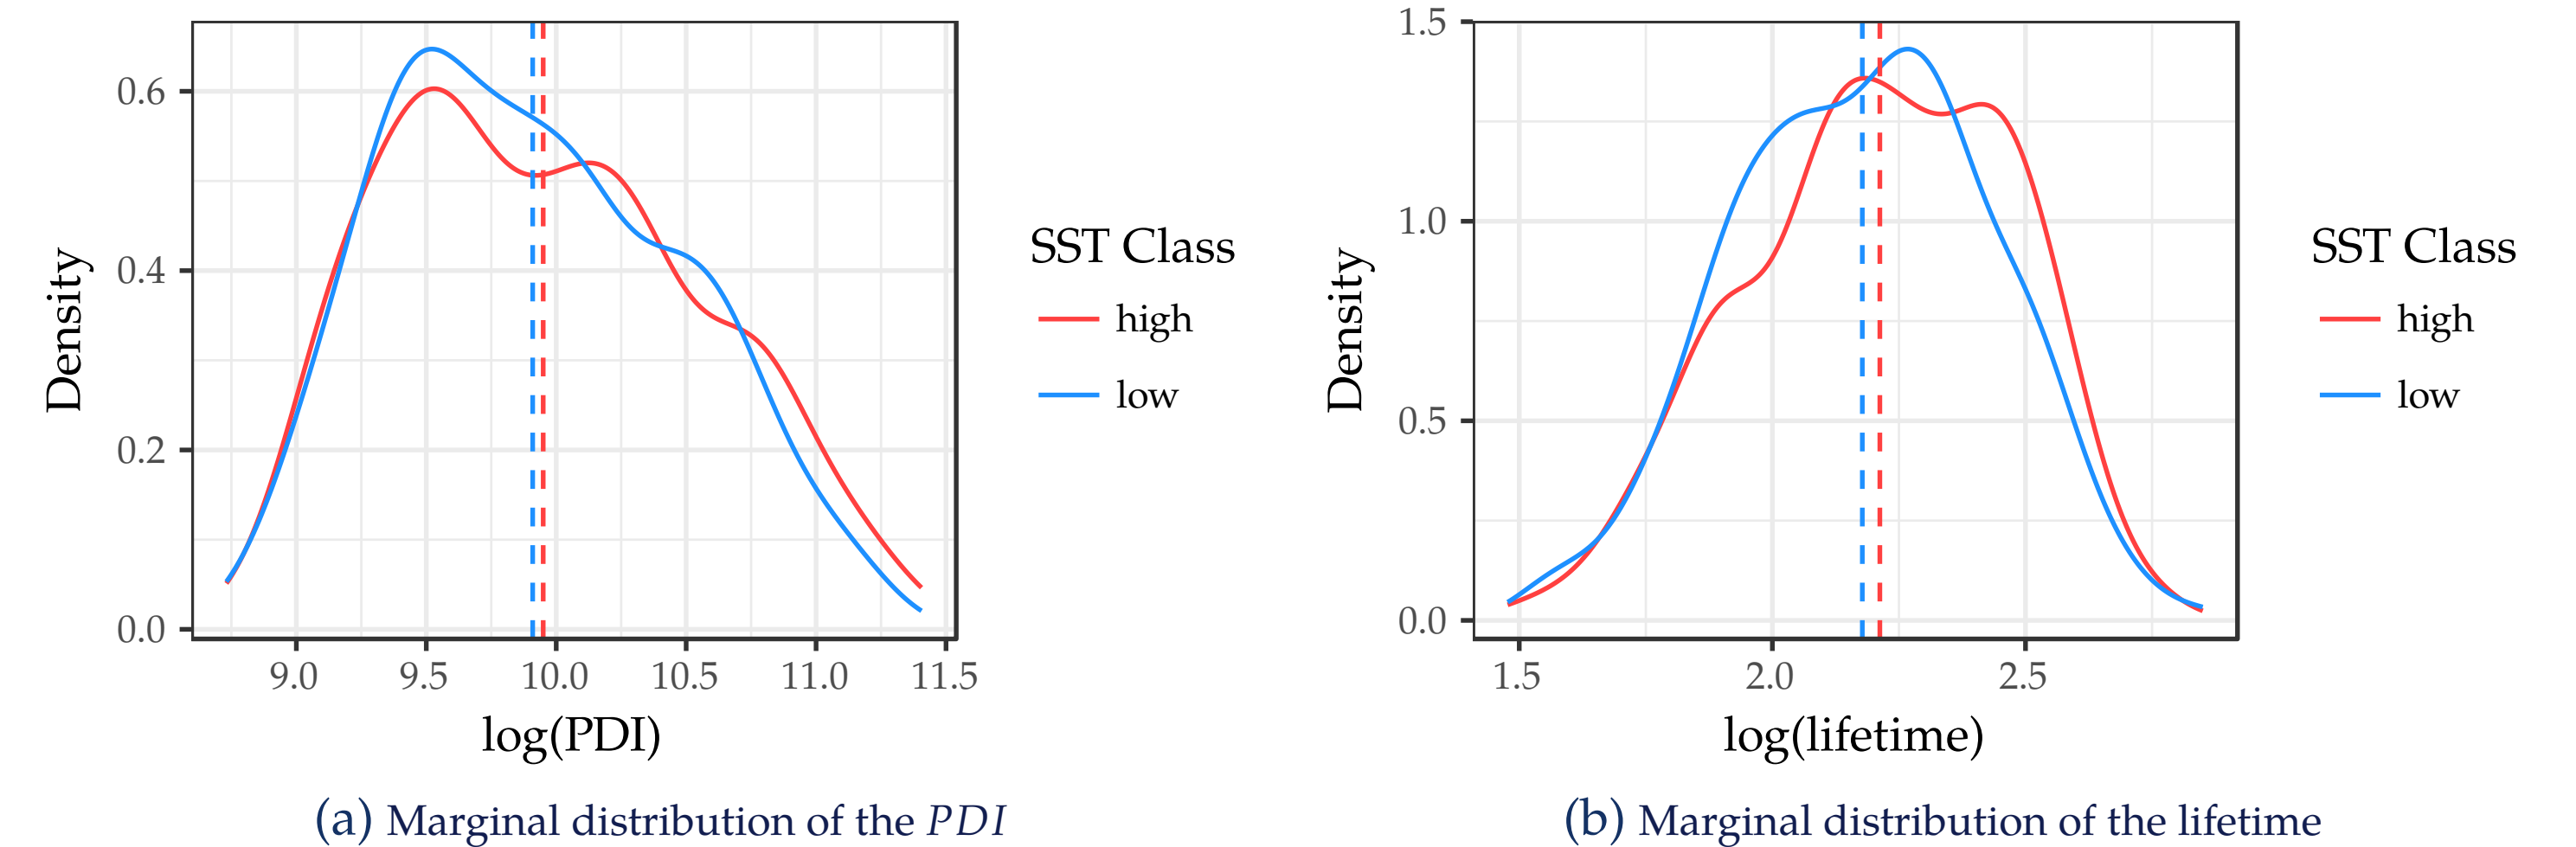 0.6
0.4
0.2
0.0
Density
9.0 9.5 10.0 10.5 11.0 11.5
log(PDI)
SST Class
high
low
(a) Marginal distribution of the PDI
1.5
1.0
0.5
0.0
Density
1.5 2.0 2.5
log(lifetime)
SST Class
high
low
(b) Marginal distribution of the lifetime